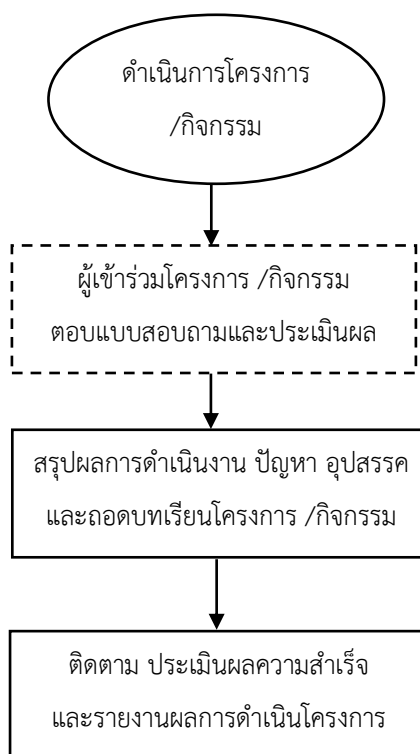 ดำเนินการโครงการ
/กิจกรรม
ผู้เข้าร่วมโครงการ /กิจกรรม
ตอบแบบสอบถามและประเมินผล
สรุปผลการดำเนินงาน ปัญหา อุปสรรค
และถอดบทเรียนโครงการ /กิจกรรม
ติดตาม ประเมินผลความสำเร็จ
และรายงานผลการดำเนินโครงการ